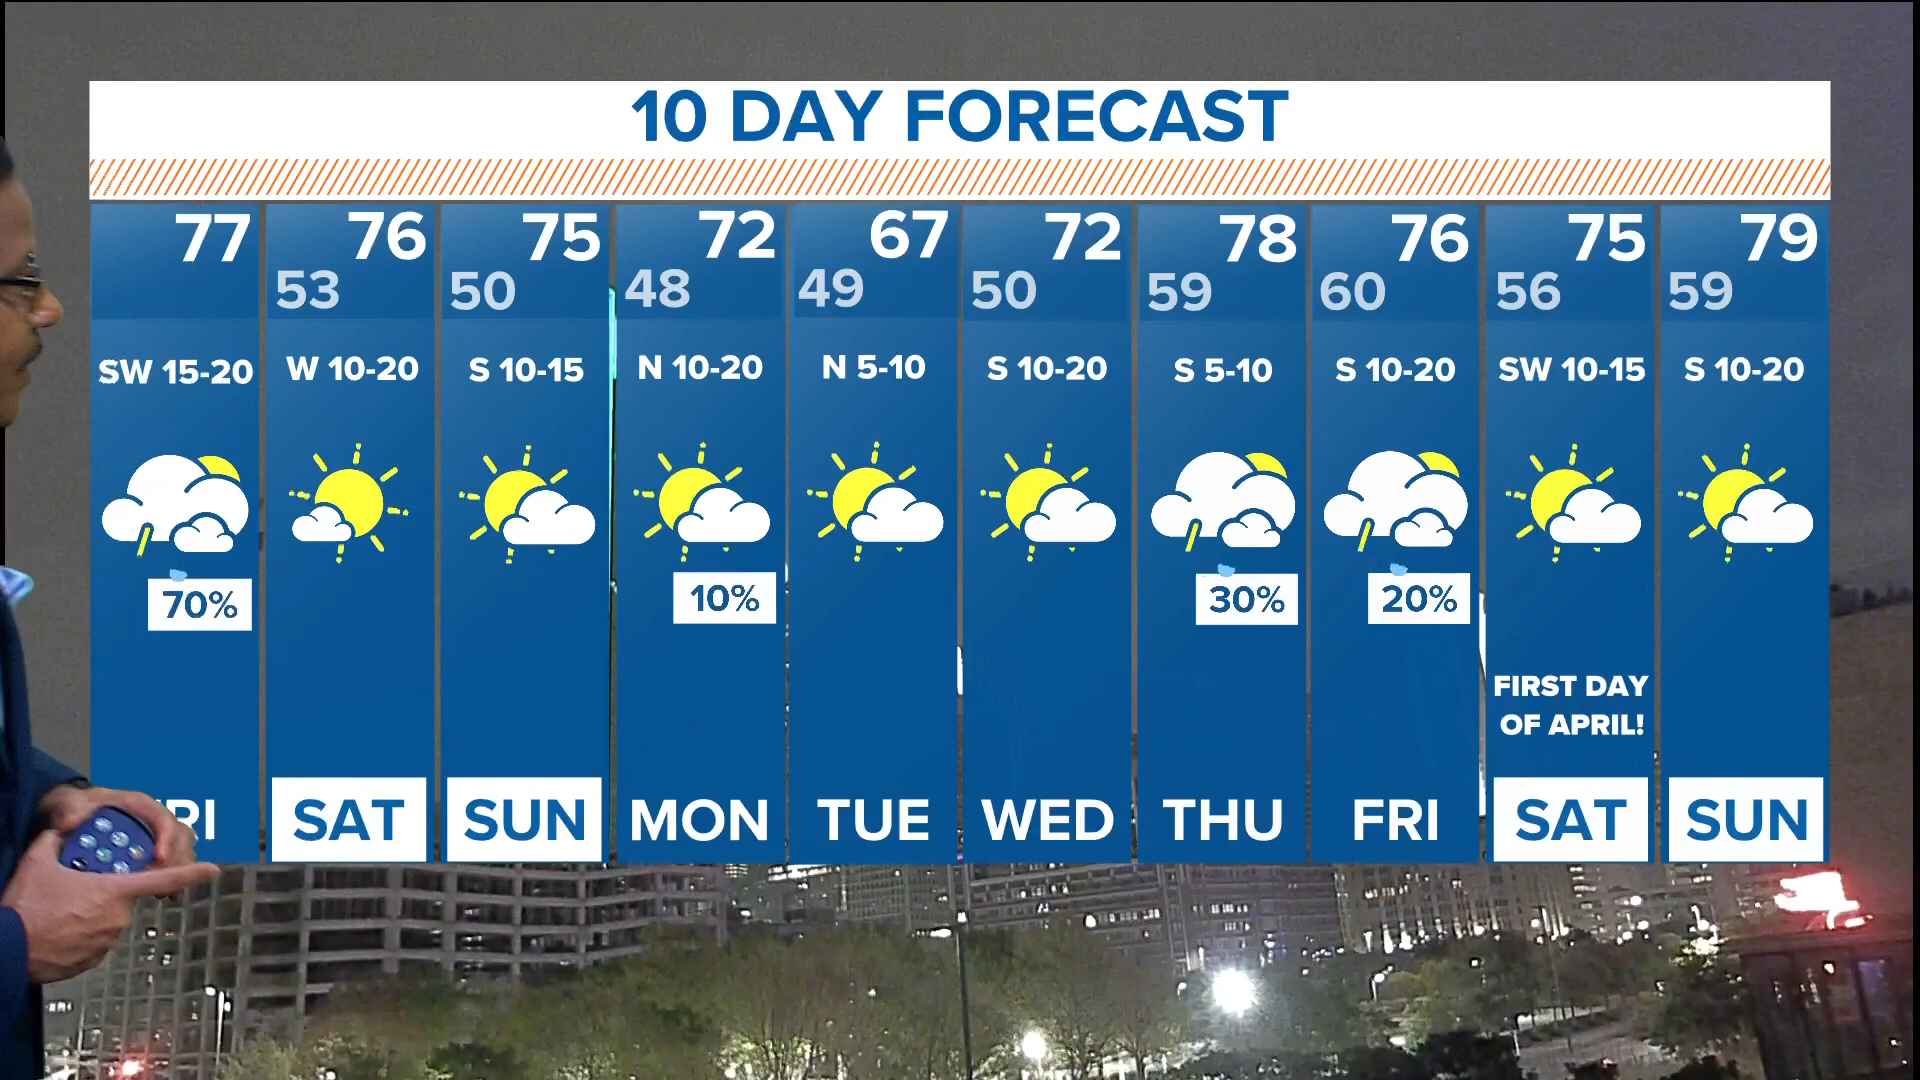 10 DAY FORECAST
77 76 75 72 67 72 78 76 75 79
53 50 48 49 50 59 60 56 59
SW 15-20 W 10-20 S 10-15 N 10-20 N 5-10 S 10-20 S 5-10 S 10-20 SW 10-15 S 10-20
70% 10% 30% 20%
FIRST DAY
OF APRIL!
RI SAT SUN MON TUE WED THU FRI SAT SUN